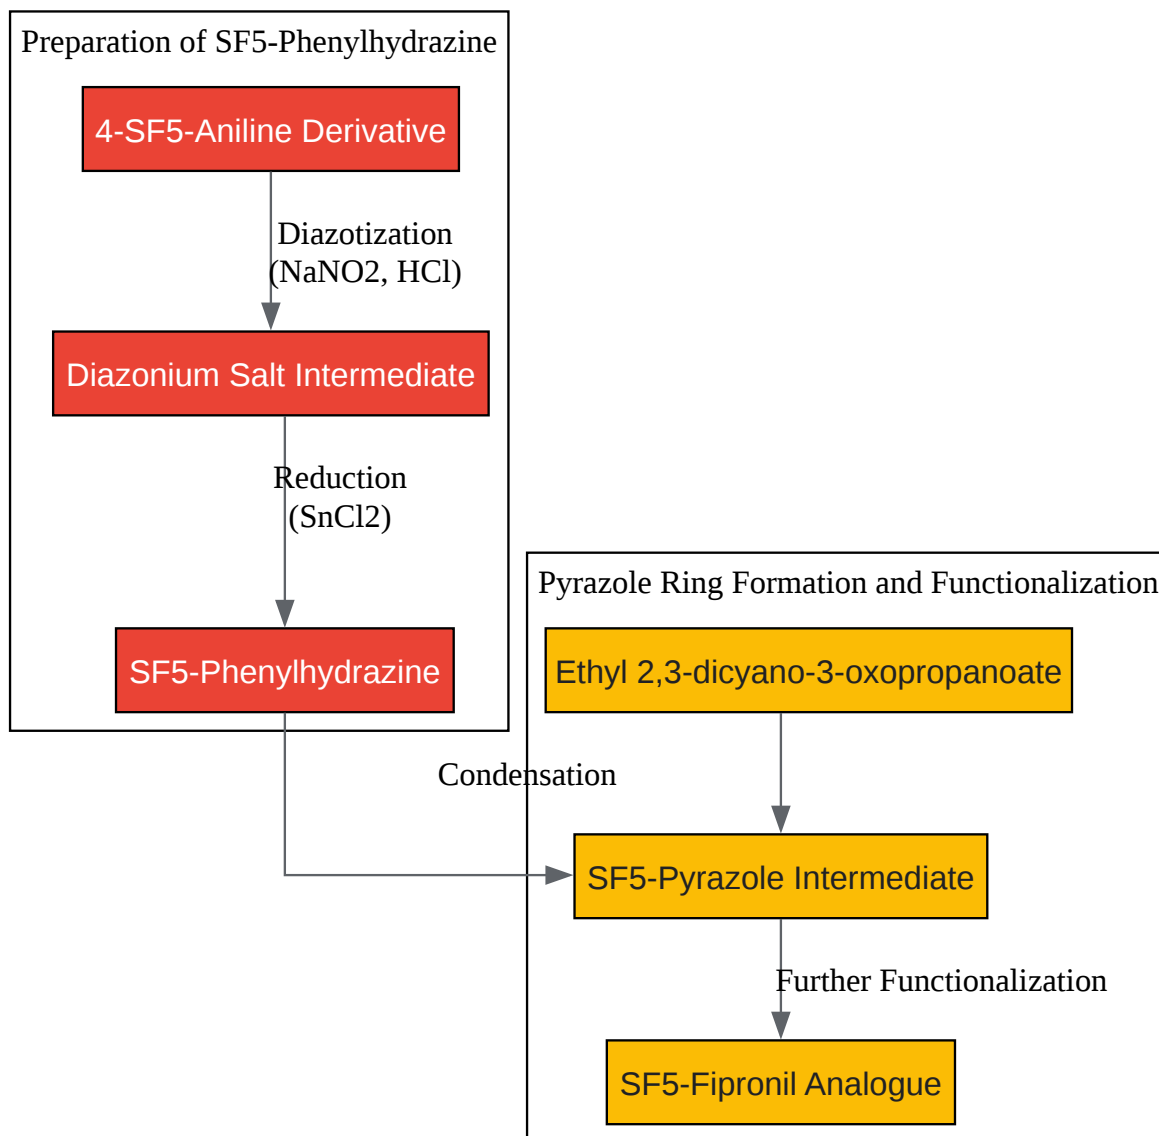 Preparation of SF5-Phenylhydrazine
4-SF5-Aniline Derivative
Diazotization
(NaNO2, HCl)
Diazonium Salt Intermediate
Reduction
(SnCl2)
SF5-Phenylhydrazine
Pyrazole Ring Formation and Functionalization
Ethyl 2,3-dicyano-3-oxopropanoate
Condensation
SF5-Pyrazole Intermediate
Further Functionalization
SF5-Fipronil Analogue